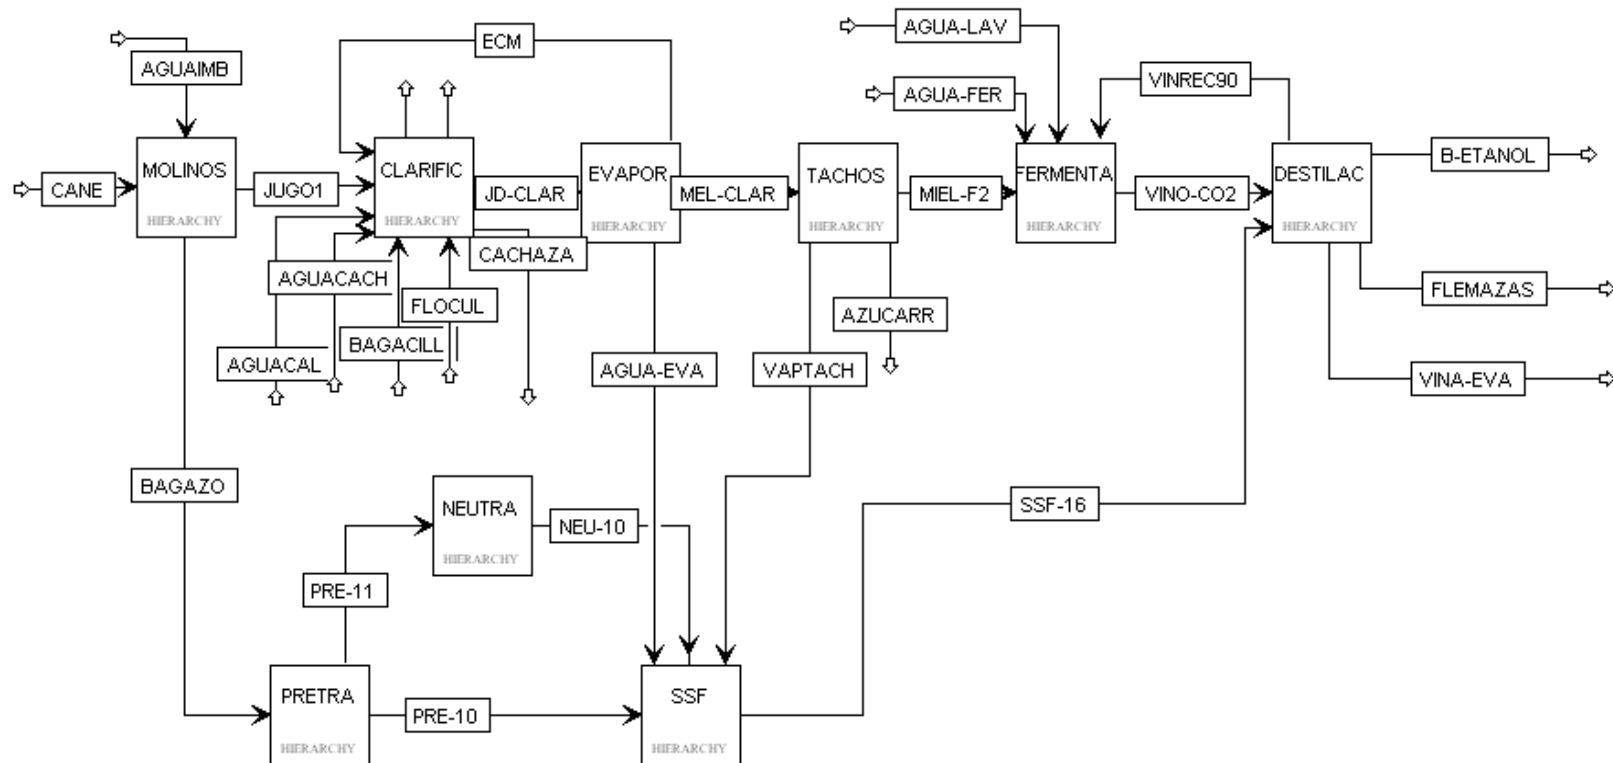 ECM
AGUA-LAV
AGUAIMB
VINREC90
AGUA-FER
B-ETANOL
MOLINOS
CLARIFIC
EVAPOR
TACHOS
FERMENTA
DESTILAC
CANE
JUGO1
JD-CLAR
MEL-CLAR
MIEL-F2
VINO-CO2
HIERARCHY
HIERARCHY
HIERARCHY
HIERARCHY
HIERARCHY
HIERARCHY
CACHAZA
AGUACACH
FLEMAZAS
FLOCUL
AZUCARR
BAGACILL
AGUACAL
AGUA-EVA
VAPTACH
VINA-EVA
BAGAZO
NEUTRA
SSF-16
NEU-10
HIERARCHY
PRE-11
PRETRA
SSF
PRE-10
HIERARCHY
HIERARCHY